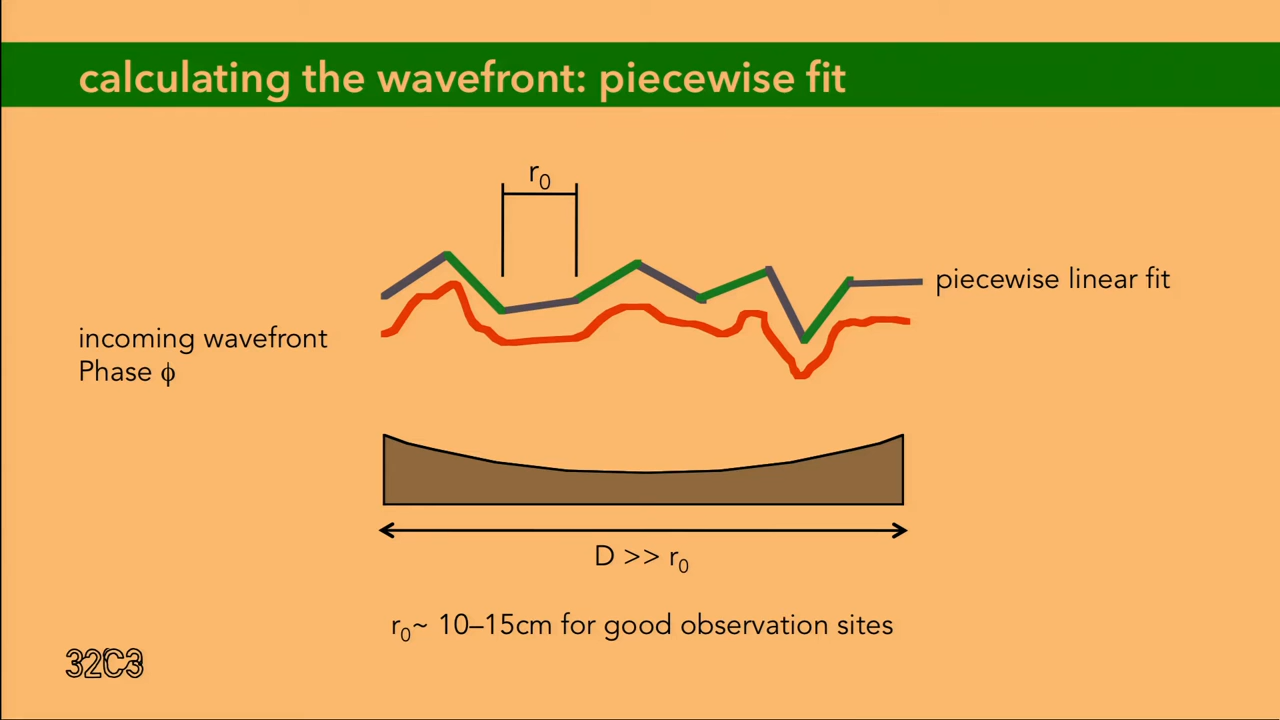 calculating the wavefront: piecewise fit
r₀
piecewise linear fit
incoming wavefront
Phase ϕ
D >> r₀
r₀~ 10–15cm for good observation sites
32C3